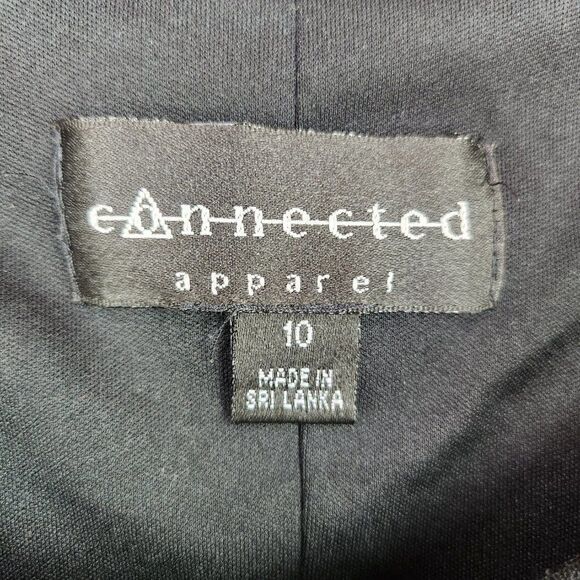 connected
apparel
10
MADE IN
SRI LANKA